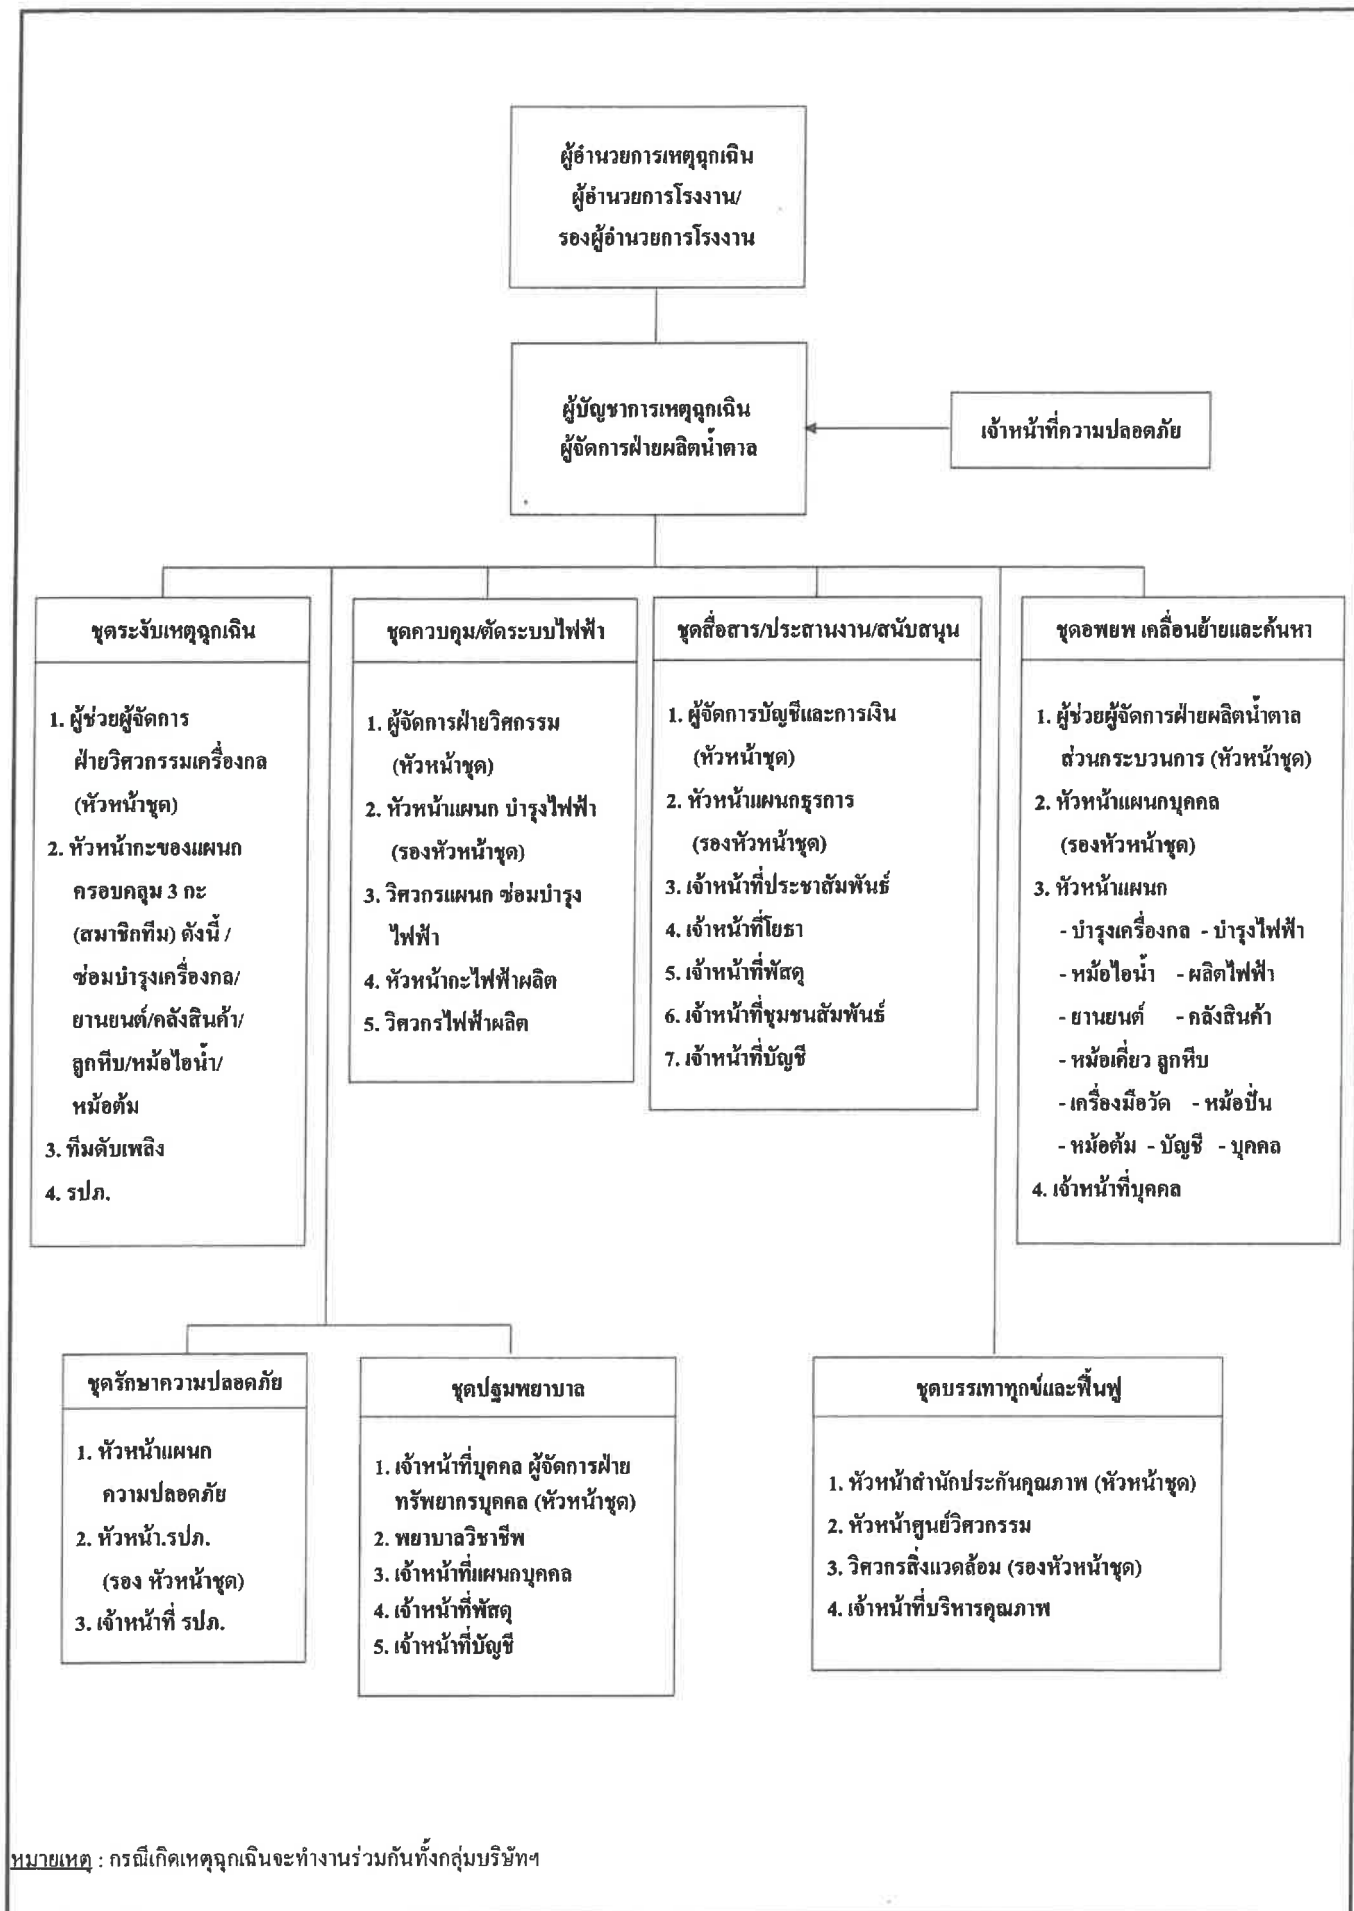 ผู้อำนวยการเหตุฉุกเฉิน
ผู้อำนวยการโรงงาน/
รองผู้อำนวยการโรงงาน
ผู้บัญชาการเหตุฉุกเฉิน
ผู้จัดการฝ่ายผลิตน้ำตาล
เจ้าหน้าที่ความปลอดภัย
ชุดระงับเหตุฉุกเฉิน
1. ผู้ช่วยผู้จัดการ
ฝ่ายวิศวกรรมเครื่องกล
(หัวหน้าชุด)
2. หัวหน้ากะของแผนก
ครอบคลุม 3 กะ
(สมาชิกทีม) ดังนี้ /
ซ่อมบำรุงเครื่องกล/
ยานยนต์/คลังสินค้า/
ลูกหีบ/หม้อไอน้ำ/
หม้อต้ม
3. ทีมดับเพลิง
4. รปภ.
ชุดควบคุม/ตัดระบบไฟฟ้า
1. ผู้จัดการฝ่ายวิศกรรม
(หัวหน้าชุด)
2. หัวหน้าแผนก บำรุงไฟฟ้า
(รองหัวหน้าชุด)
3. วิศวกรแผนก ซ่อมบำรุง
ไฟฟ้า
4. หัวหน้ากะไฟฟ้าผลิต
5. วิศวกรไฟฟ้าผลิต
ชุดสื่อสาร/ประสานงาน/สนับสนุน
1. ผู้จัดการบัญชีและการเงิน
(หัวหน้าชุด)
2. หัวหน้าแผนกธุรการ
(รองหัวหน้าชุด)
3. เจ้าหน้าที่ประชาสัมพันธ์
4. เจ้าหน้าที่โยธา
5. เจ้าหน้าที่พัสดุ
6. เจ้าหน้าที่ชุมชนสัมพันธ์
7. เจ้าหน้าที่บัญชี
ชุดอพยพ เคลื่อนย้ายและค้นหา
1. ผู้ช่วยผู้จัดการฝ่ายผลิตน้ำตาล
ส่วนกระบวนการ (หัวหน้าชุด)
2. หัวหน้าแผนกบุคคล
(รองหัวหน้าชุด)
3. หัวหน้าแผนก
- บำรุงเครื่องกล - บำรุงไฟฟ้า
- หม้อไอน้ำ - ผลิตไฟฟ้า
- ยานยนต์ - คลังสินค้า
- หม้อเคี่ยว ลูกหีบ
- เครื่องมือวัด - หม้อปั่น
- หม้อต้ม - บัญชี - บุคคล
4. เจ้าหน้าที่บุคคล
ชุดรักษาความปลอดภัย
1. หัวหน้าแผนก
ความปลอดภัย
2. หัวหน้า.รปภ.
(รอง หัวหน้าชุด)
3. เจ้าหน้าที่ รปภ.
ชุดปฐมพยาบาล
1. เจ้าหน้าที่บุคคล ผู้จัดการฝ่าย
ทรัพยากรบุคคล (หัวหน้าชุด)
2. พยาบาลวิชาชีพ
3. เจ้าหน้าที่แผนกบุคคล
4. เจ้าหน้าที่พัสดุ
5. เจ้าหน้าที่บัญชี
ชุดบรรเทาทุกข์และฟื้นฟู
1. หัวหน้าสำนักประกันคุณภาพ (หัวหน้าชุด)
2. หัวหน้าศูนย์วิศวกรรม
3. วิศวกรสิ่งแวดล้อม (รองหัวหน้าชุด)
4. เจ้าหน้าที่บริหารคุณภาพ
หมายเหตุ : กรณีเกิดเหตุฉุกเฉินจะทำงานร่วมกันทั้งกลุ่มบริษัทฯ